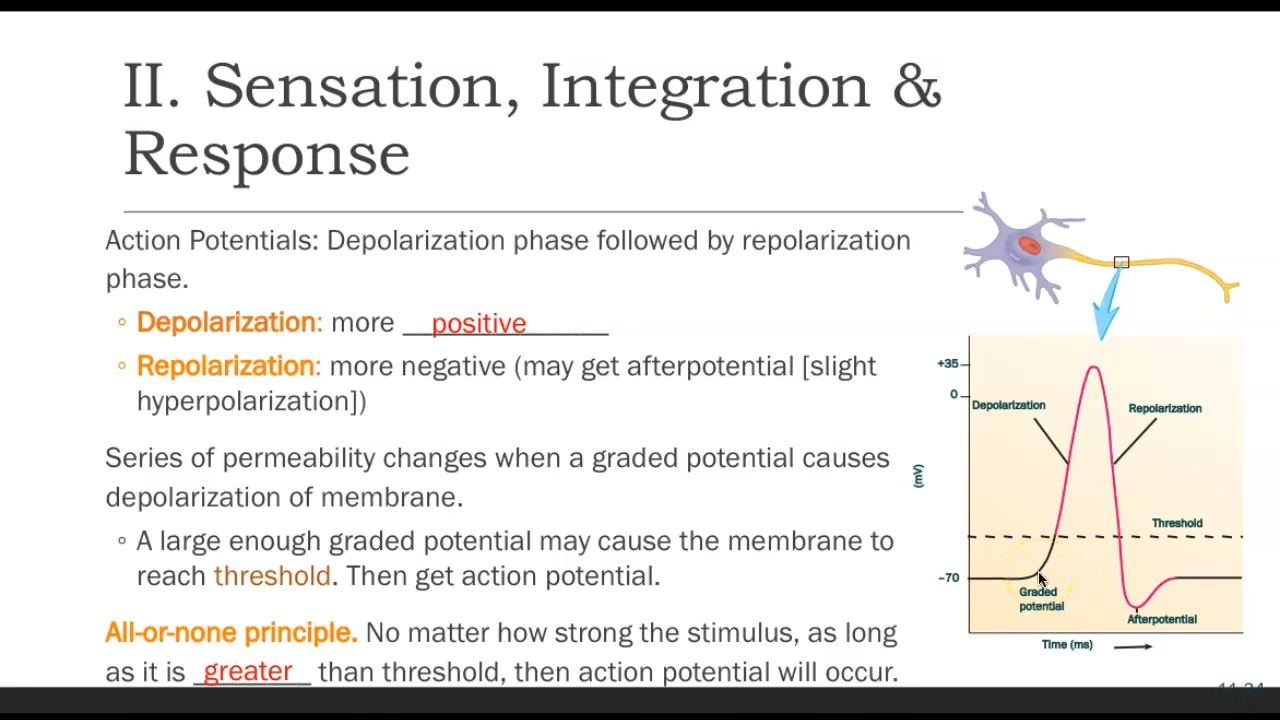 II. Sensation, Integration &
Response
Action Potentials: Depolarization phase followed by repolarization
phase.
◦ Depolarization: more ___positive______
◦ Repolarization: more negative (may get afterpotential [slight
hyperpolarization])
Series of permeability changes when a graded potential causes
depolarization of membrane.
◦ A large enough graded potential may cause the membrane to
reach threshold. Then get action potential.
All-or-none principle. No matter how strong the stimulus, as long
as it is _greater_ than threshold, then action potential will occur.
+35
0
Depolarization
Repolarization
(mV)
Threshold
-70
Graded
potential
Afterpotential
Time (ms)
11-24